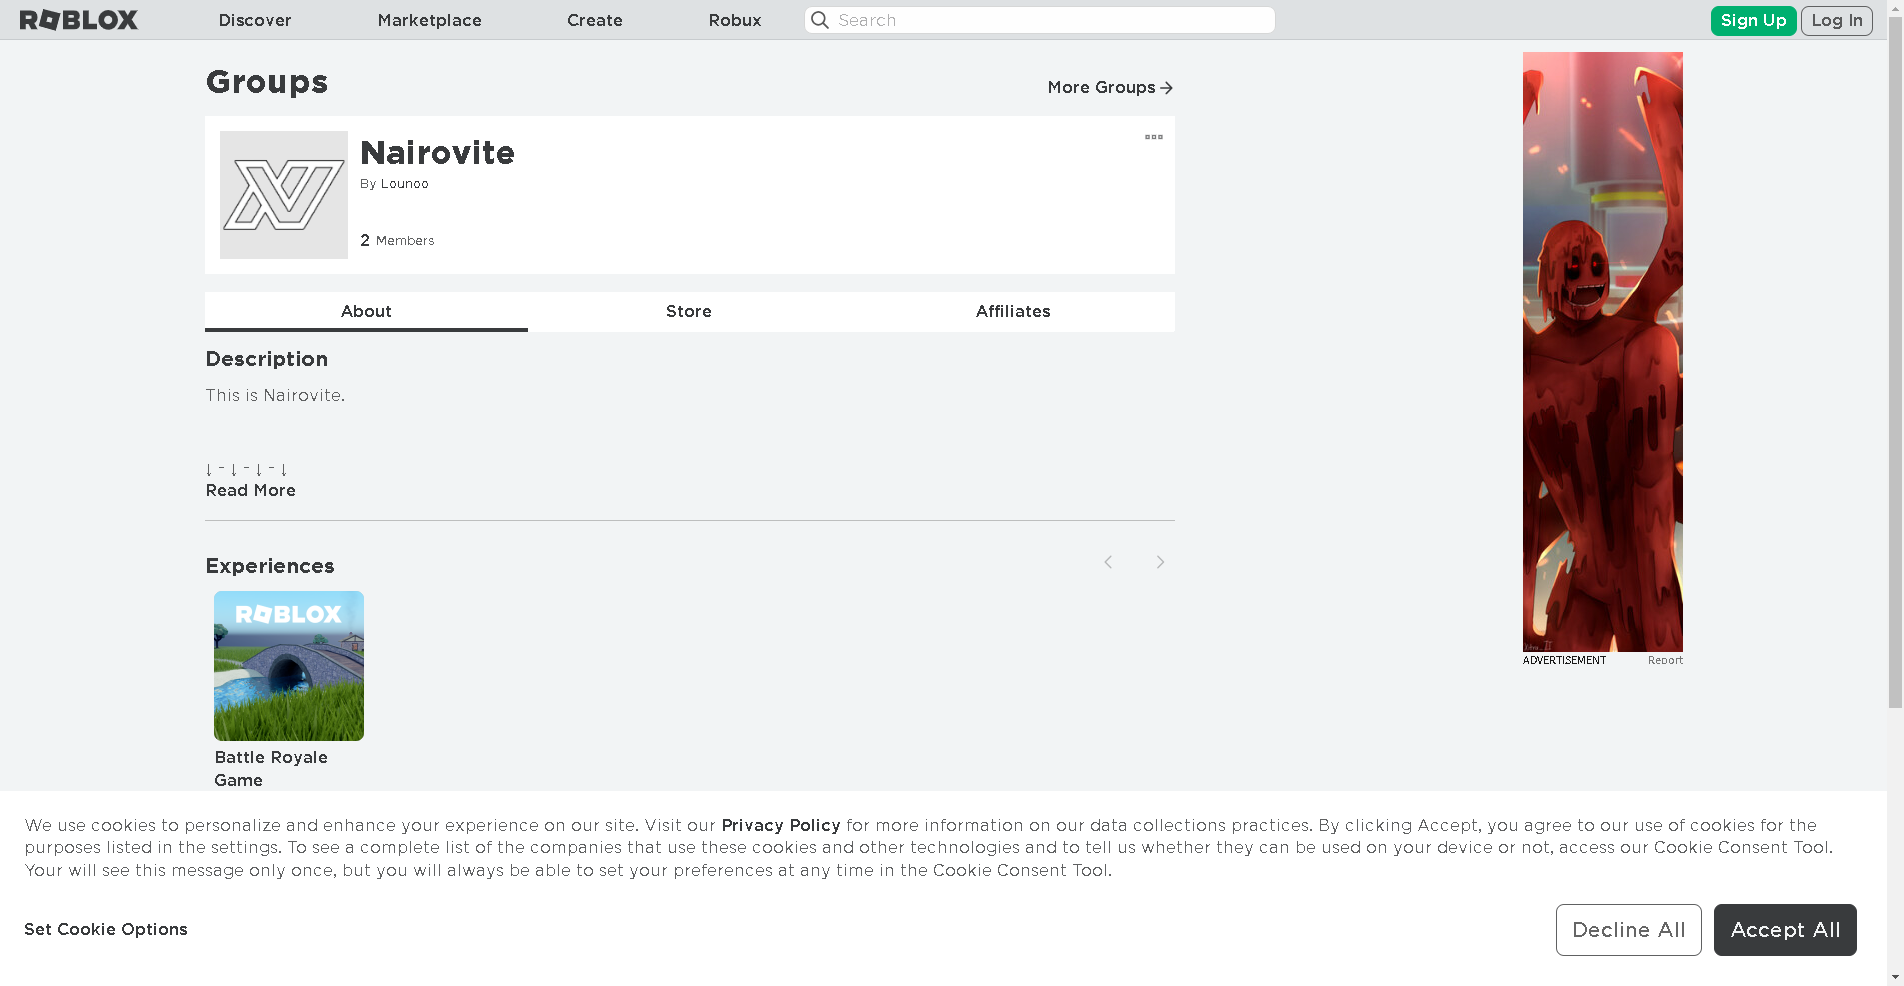 ROBLOX
Discover
Marketplace
Create
Robux
Search
Sign Up
Log In
Groups
More Groups
Nairovite
By Lounoo
2 Members
About
Store
Affiliates
Description
This is Nairovite.
↓ - ↓ - ↓ - ↓
Read More
Experiences
ROBLOX
Battle Royale
Game
ADVERTISEMENT
Report
We use cookies to personalize and enhance your experience on our site. Visit our Privacy Policy for more information on our data collections practices. By clicking Accept, you agree to our use of cookies for the
purposes listed in the settings. To see a complete list of the companies that use these cookies and other technologies and to tell us whether they can be used on your device or not, access our Cookie Consent Tool.
Your will see this message only once, but you will always be able to set your preferences at any time in the Cookie Consent Tool.
Set Cookie Options
Decline All
Accept All